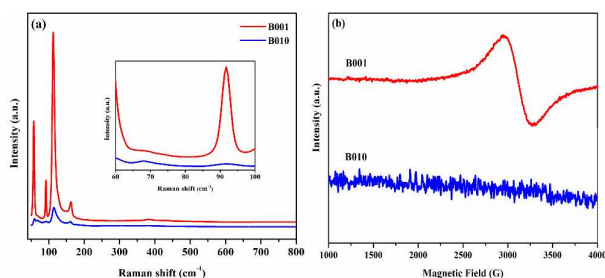 (a)
B001
B010
Intensity (a.u.)
60 70 80 90 100
Raman shift (cm⁻¹)
Intensity (a.u.)
100 200 300 400 500 600 700 800
Raman shift (cm⁻¹)
(b)
B001
B010
Intensity (a.u.)
1000 1500 2000 2500 3000 3500 4000
Magnetic Field (G)